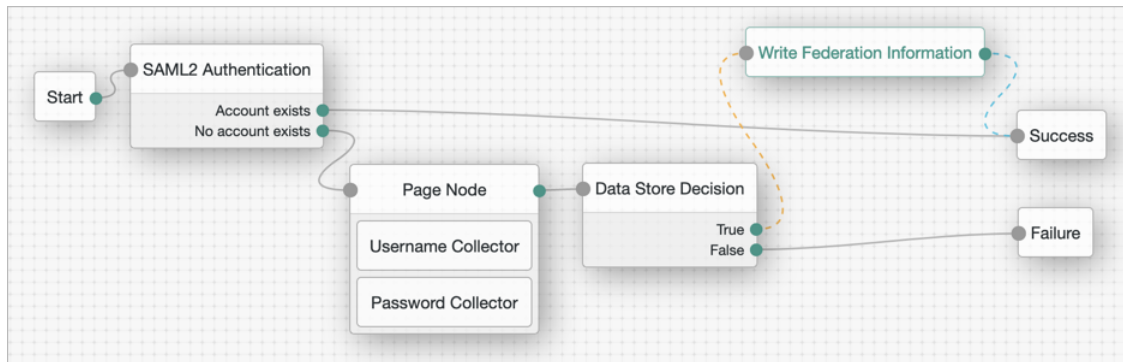 Start
SAML2 Authentication
Account exists
No account exists
Page Node
Username Collector
Password Collector
Data Store Decision
True
False
Write Federation Information
Success
Failure